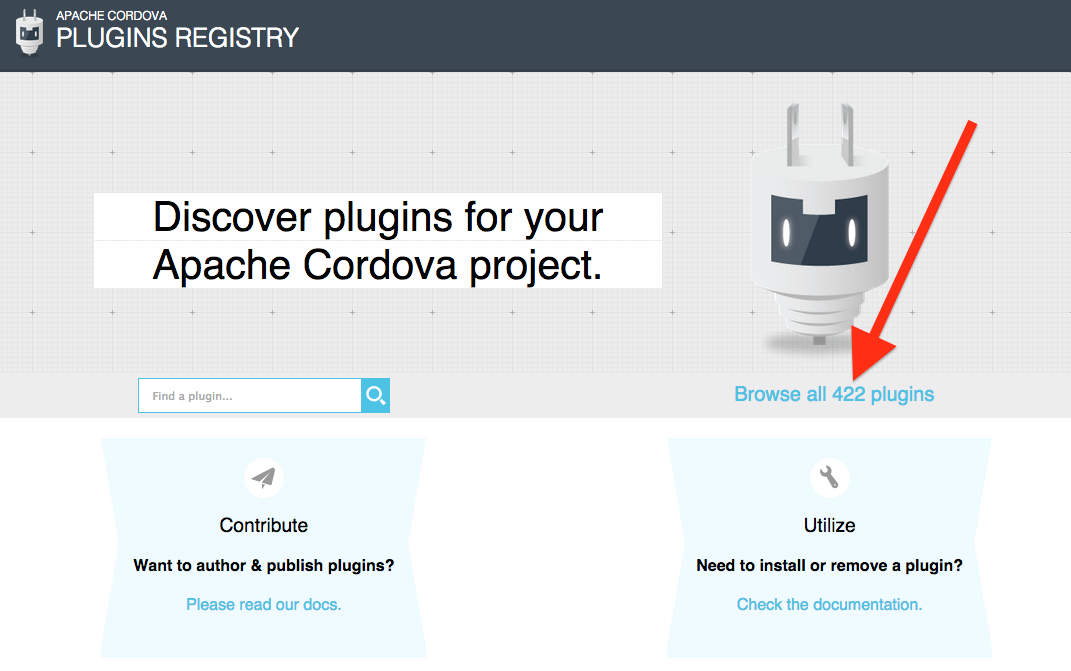 APACHE CORDOVA
PLUGINS REGISTRY
Discover plugins for your
Apache Cordova project.
Find a plugin...
Browse all 422 plugins
Contribute
Want to author & publish plugins?
Please read our docs.
Utilize
Need to install or remove a plugin?
Check the documentation.